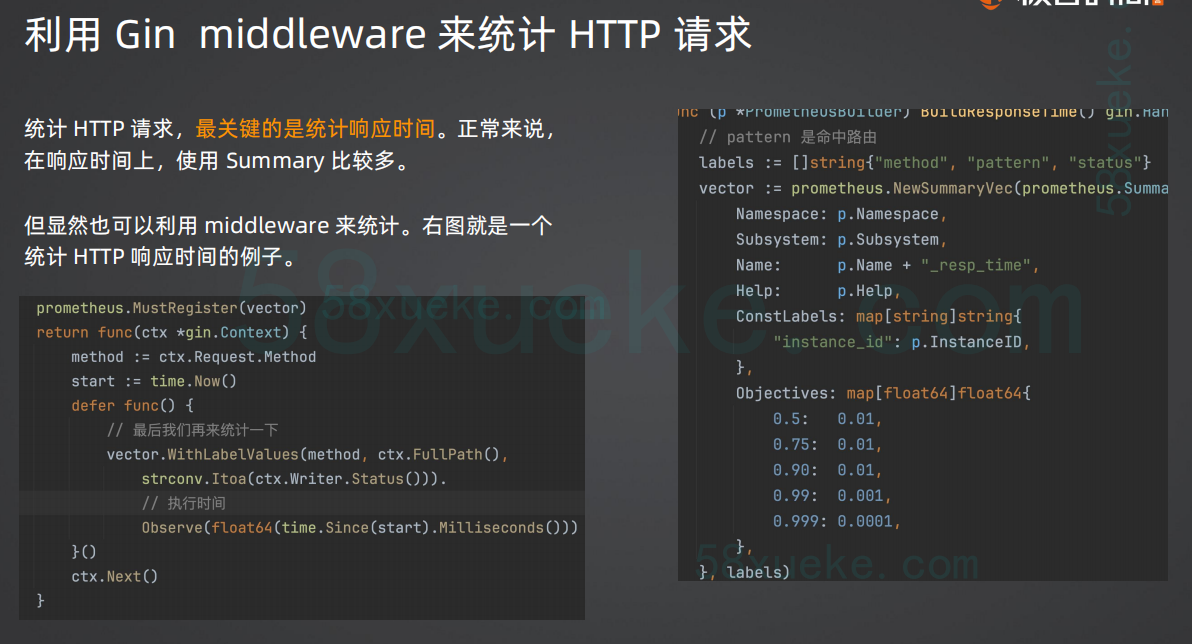 利用 Gin  middleware 来统计 HTTP 请求
统计 HTTP 请求，最关键的是统计响应时间。正常来说，
在响应时间上，使用 Summary 比较多。
但显然也可以利用 middleware 来统计。右图就是一个
统计 HTTP 响应时间的例子。
prometheus.MustRegister(vector)
return func(ctx *gin.Context) {
    method := ctx.Request.Method
    start := time.Now()
    defer func() {
        // 最后我们再来统计一下
        vector.WithLabelValues(method, ctx.FullPath(),
            strconv.Itoa(ctx.Writer.Status())).
            // 执行时间
            Observe(float64(time.Since(start).Milliseconds()))
    }()
    ctx.Next()
}
(p *PrometheusBuilder) BuildResponseTime() gin.Han
// pattern 是命中路由
labels := []string{"method", "pattern", "status"}
vector := prometheus.NewSummaryVec(prometheus.Summa
    Namespace: p.Namespace,
    Subsystem: p.Subsystem,
    Name:      p.Name + "_resp_time",
    Help:      p.Help,
    ConstLabels: map[string]string{
        "instance_id": p.InstanceID,
    },
    Objectives: map[float64]float64{
        0.5:   0.01,
        0.75:  0.01,
        0.90:  0.01,
        0.99:  0.001,
        0.999: 0.0001,
    },
}, labels)
58xueke.com
58xueke.com
58xueke.com
58xueke.